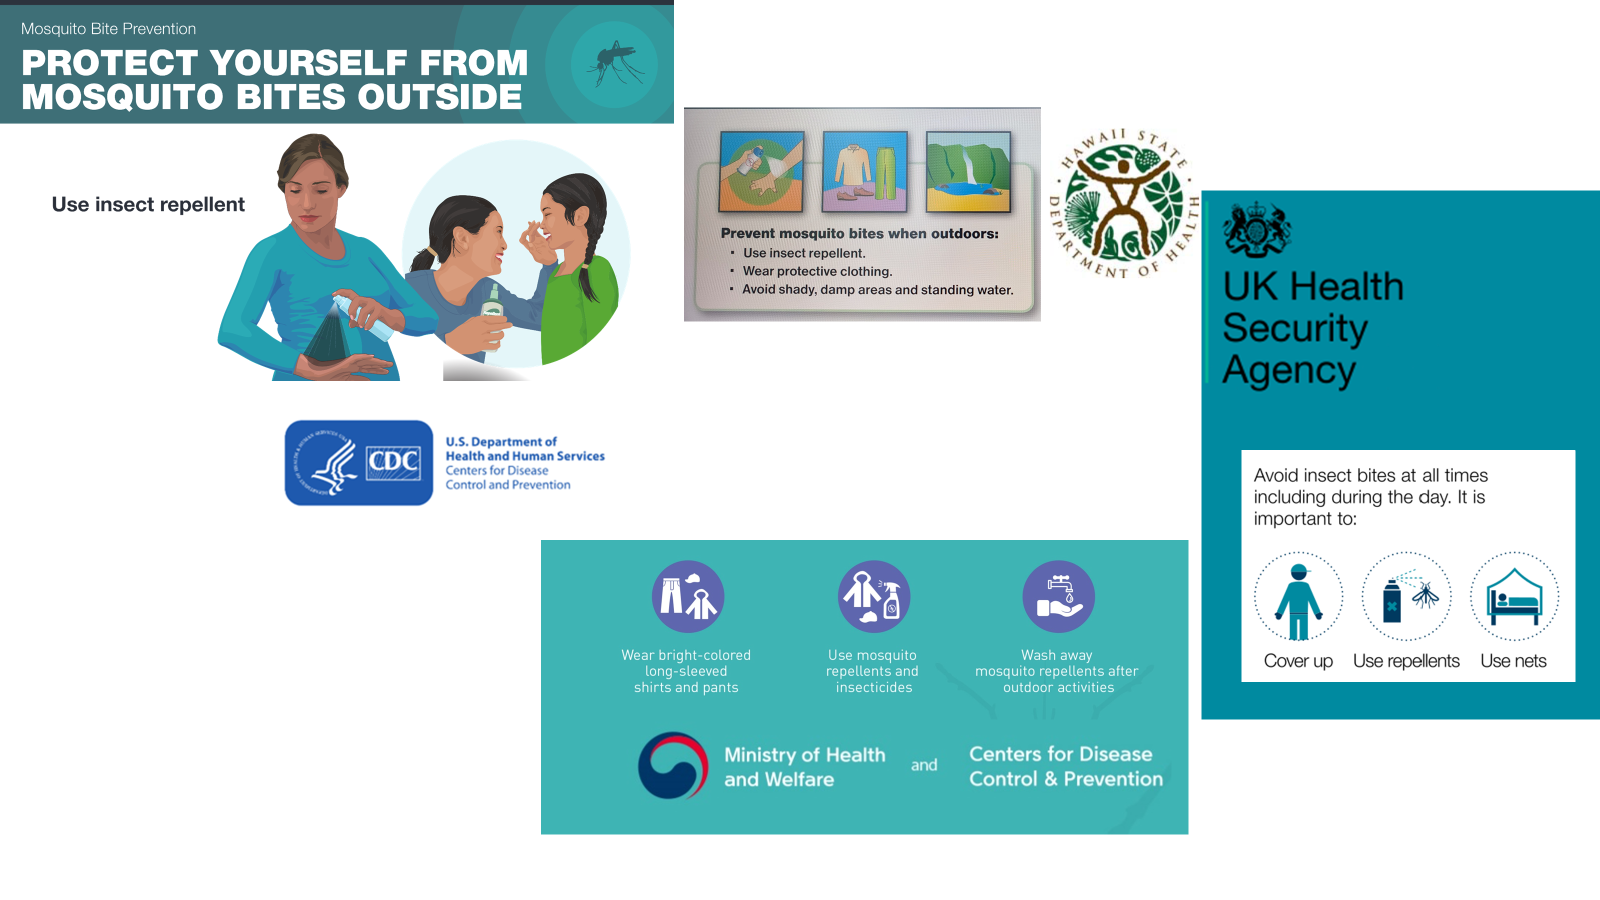 Mosquito Bite Prevention
PROTECT YOURSELF FROM
MOSQUITO BITES OUTSIDE
Use insect repellent
CDC
U.S. Department of
Health and Human Services
Centers for Disease
Control and Prevention
Prevent mosquito bites when outdoors:
• Use insect repellent.
• Wear protective clothing.
• Avoid shady, damp areas and standing water.
HAWAII STATE
DEPARTMENT OF HEALTH
UK Health
Security
Agency
Avoid insect bites at all times
including during the day. It is
important to:
Cover up
Use repellents
Use nets
Wear bright-colored
long-sleeved
shirts and pants
Use mosquito
repellents and
insecticides
Wash away
mosquito repellents after
outdoor activities
Ministry of Health
and Welfare
and
Centers for Disease
Control & Prevention